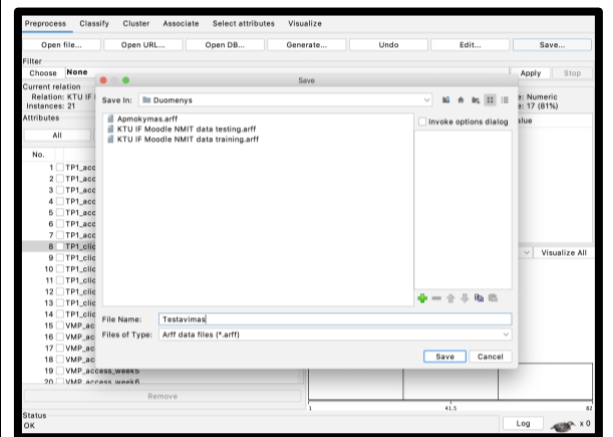 Preprocess Classify Cluster Associate Select attributes Visualize
Open file... Open URL... Open DB... Generate... Undo Edit... Save...
Filter
Choose None Apply Stop
Save
Current relation
Relation: KTU IF
Instances: 21
e: Numeric
e: 17 (81%)
Attributes
All
alue
Save In: Duomenys
Invoke options dialog
Apmokymas.arff
KTU IF Moodle NMIT data testing.arff
KTU IF Moodle NMIT data training.arff
No.
1 TP1_acc
2 TP1_acc
3 TP1_acc
4 TP1_acc
5 TP1_acc
6 TP1_acc
7 TP1_acc
8 TP1_clic
9 TP1_clic
10 TP1_clic
11 TP1_clic
12 TP1_clic
13 TP1_clic
14 TP1_clic
15 VMP_ac
16 VMP_ac
17 VMP_ac
18 VMP_ac
19 VMP_access_week5
20 VMP_access_week6
Visualize All
File Name: Testavimas
Files of Type: Arff data files (*.arff)
Save Cancel
Remove
1 41.5 82
Status
OK
Log x 0